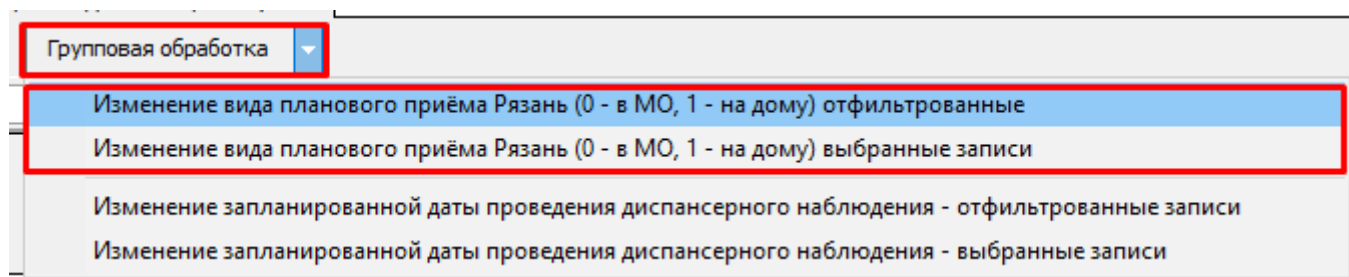 Групповая обработка
Изменение вида планового приёма Рязань (0 - в МО, 1 - на дому) отфильтрованные
Изменение вида планового приёма Рязань (0 - в МО, 1 - на дому) выбранные записи
Изменение запланированной даты проведения диспансерного наблюдения - отфильтрованные записи
Изменение запланированной даты проведения диспансерного наблюдения - выбранные записи